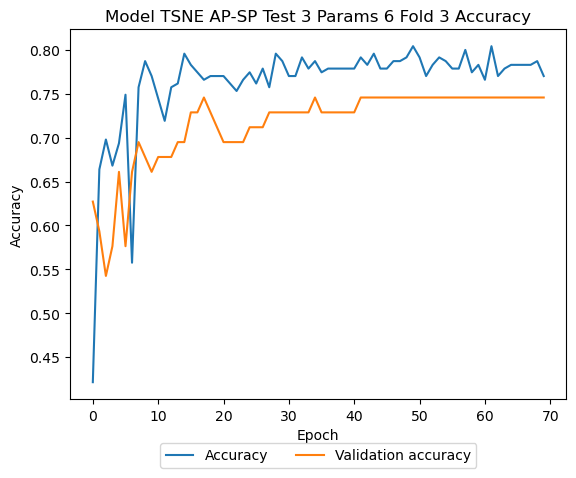 Model TSNE AP-SP Test 3 Params 6 Fold 3 Accuracy
0.80
0.75
0.70
0.65
0.60
0.55
0.50
0.45
Accuracy
0 10 20 30 40 50 60 70
Epoch
Accuracy Validation accuracy